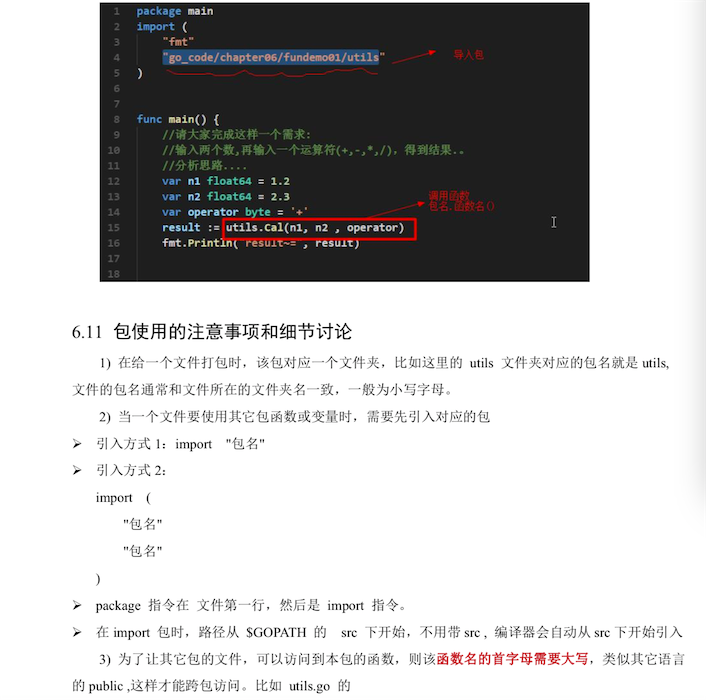 1 package main
2 import (
3 "fmt"
4 "go_code/chapter06/fundemo01/utils"
导入包
5 )
6
7
8 func main() {
9 //请大家完成这样一个需求:
10 //输入两个数,再输入一个运算符(+,-,*,/)，得到结果..
11 //分析思路....
12 var n1 float64 = 1.2
13 var n2 float64 = 2.3
调用函数
14 var operator byte = '+'
包名.函数名()
15 result := utils.Cal(n1, n2 , operator)
16 fmt.Println("result~=", result)
17
18
6.11 包使用的注意事项和细节讨论
1) 在给一个文件打包时，该包对应一个文件夹，比如这里的 utils 文件夹对应的包名就是 utils,
文件的包名通常和文件所在的文件夹名一致，一般为小写字母。
2) 当一个文件要使用其它包函数或变量时，需要先引入对应的包
➢ 引入方式 1：import "包名"
➢ 引入方式 2：
import (
"包名"
"包名"
)
➢ package 指令在 文件第一行，然后是 import 指令。
➢ 在 import 包时，路径从 $GOPATH 的 src 下开始，不用带 src , 编译器会自动从 src 下开始引入
3) 为了让其它包的文件，可以访问到本包的函数，则该函数名的首字母需要大写，类似其它语言
的 public ,这样才能跨包访问。比如 utils.go 的